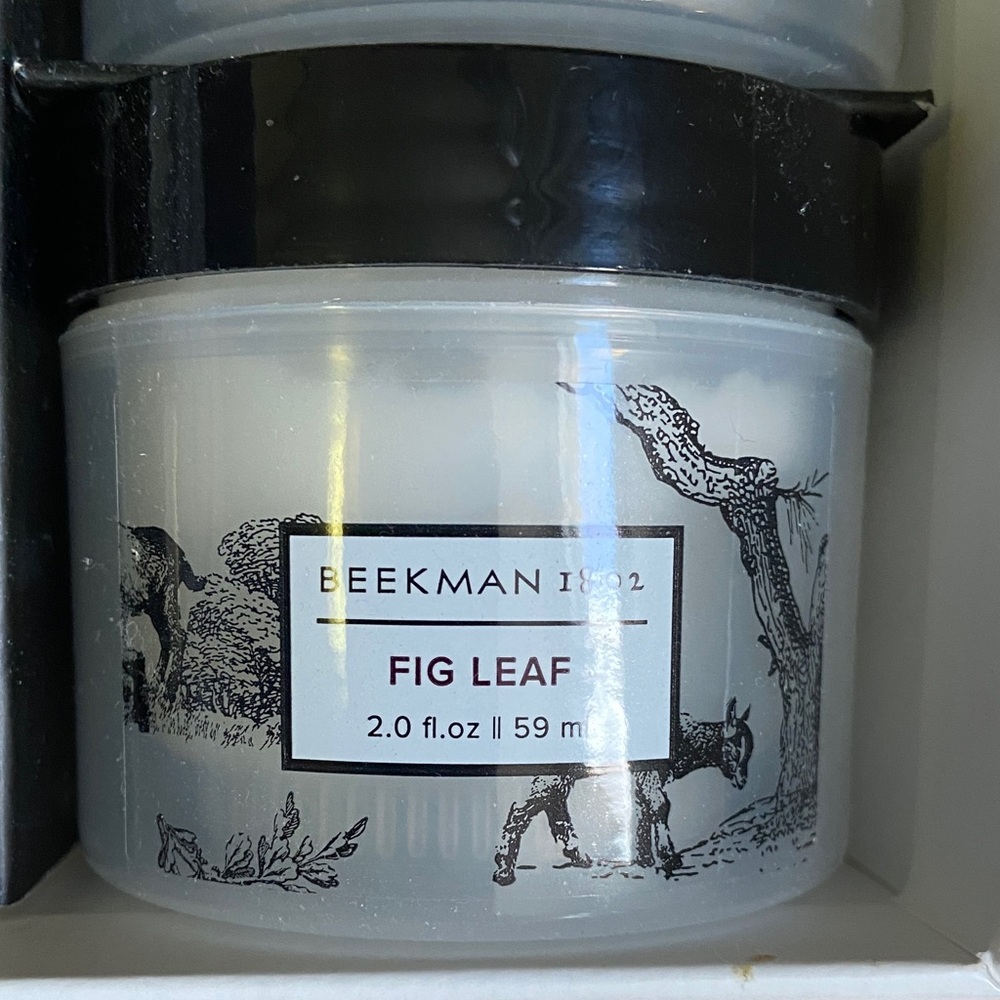 BEEKMAN 1802
FIG LEAF
2.0 fl.oz || 59 ml